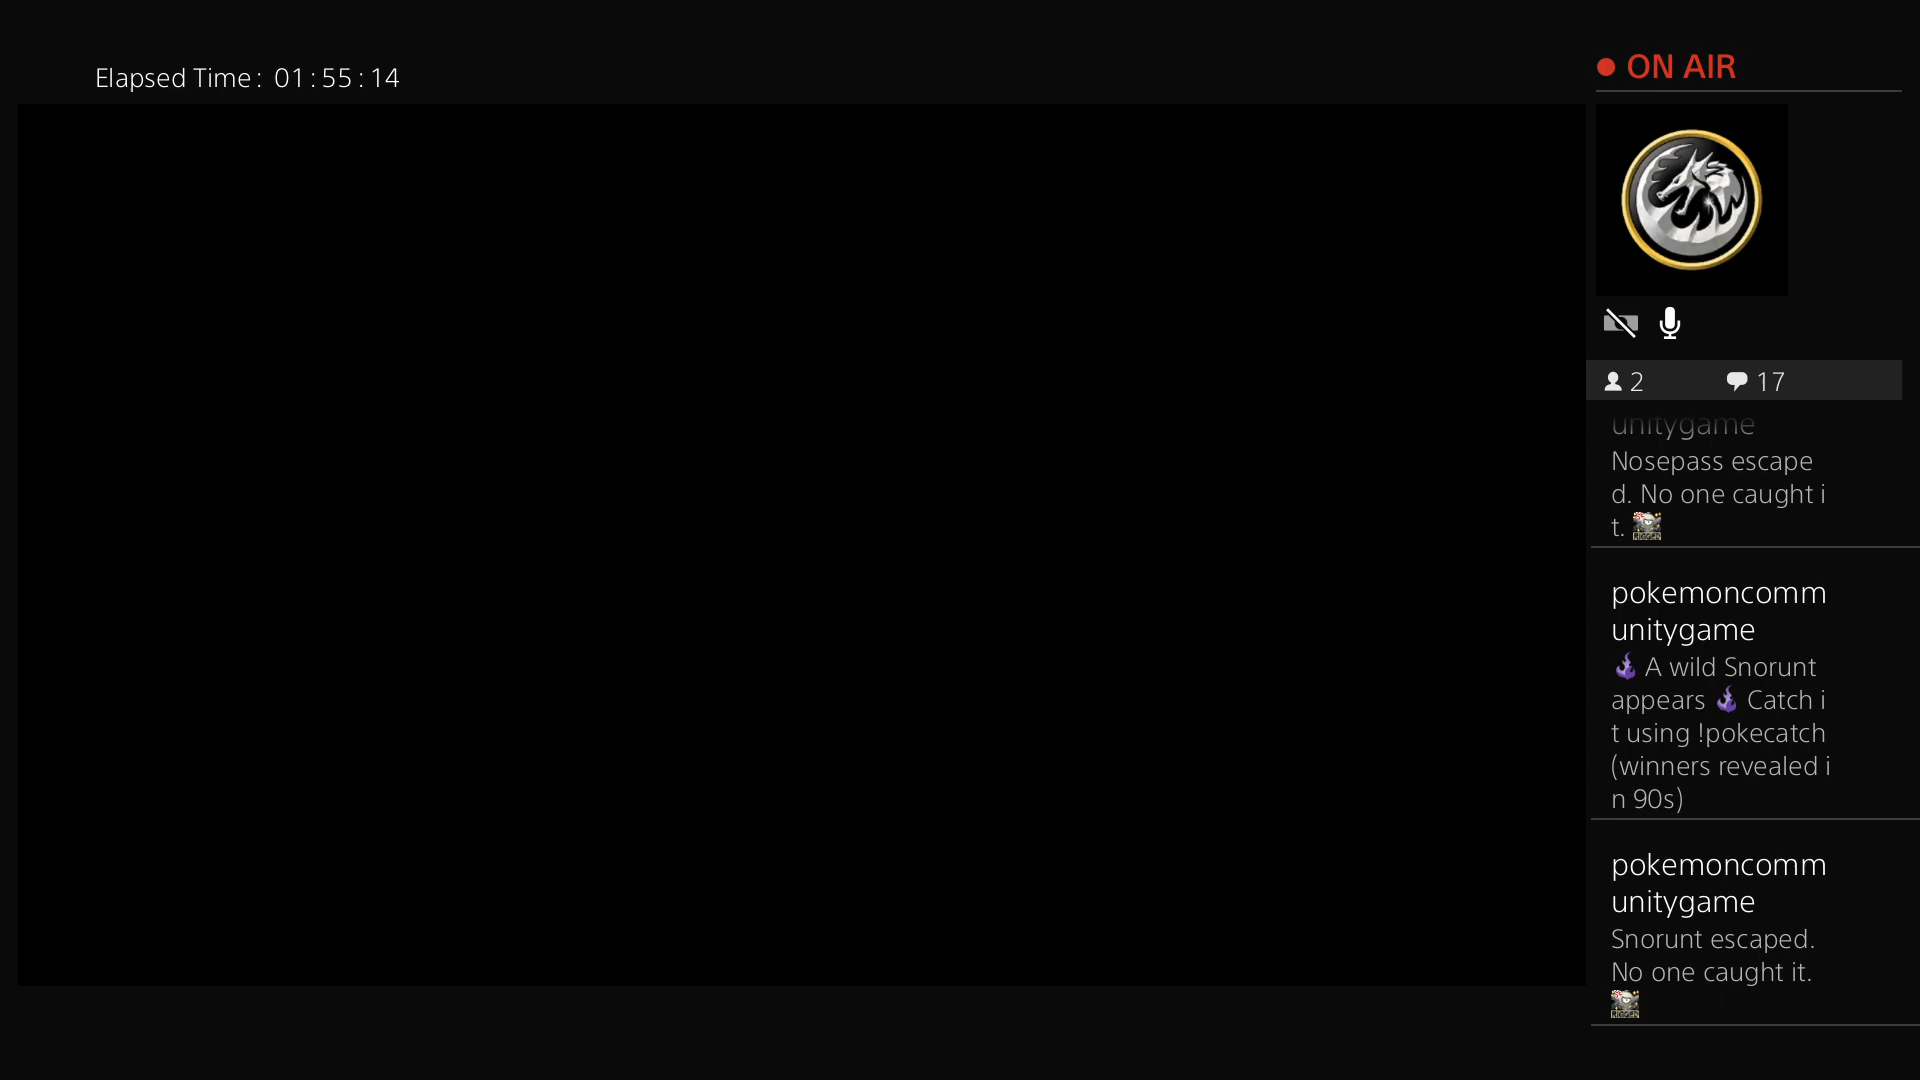 Elapsed Time: 01:55:14
ON AIR
2
17
unitygame
Nosepass escape
d. No one caught i
t.
pokemoncomm
unitygame
A wild Snorunt
appears Catch i
t using !pokecatch
(winners revealed i
n 90s)
pokemoncomm
unitygame
Snorunt escaped.
No one caught it.